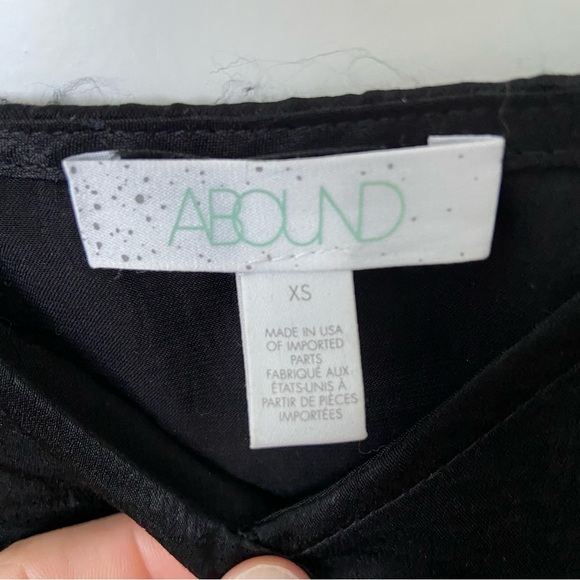 ABOUND
XS
MADE IN USA
OF IMPORTED
PARTS
FABRIQUÉ AUX
ÉTATS-UNIS À
PARTIR DE PIÈCES
IMPORTÉES